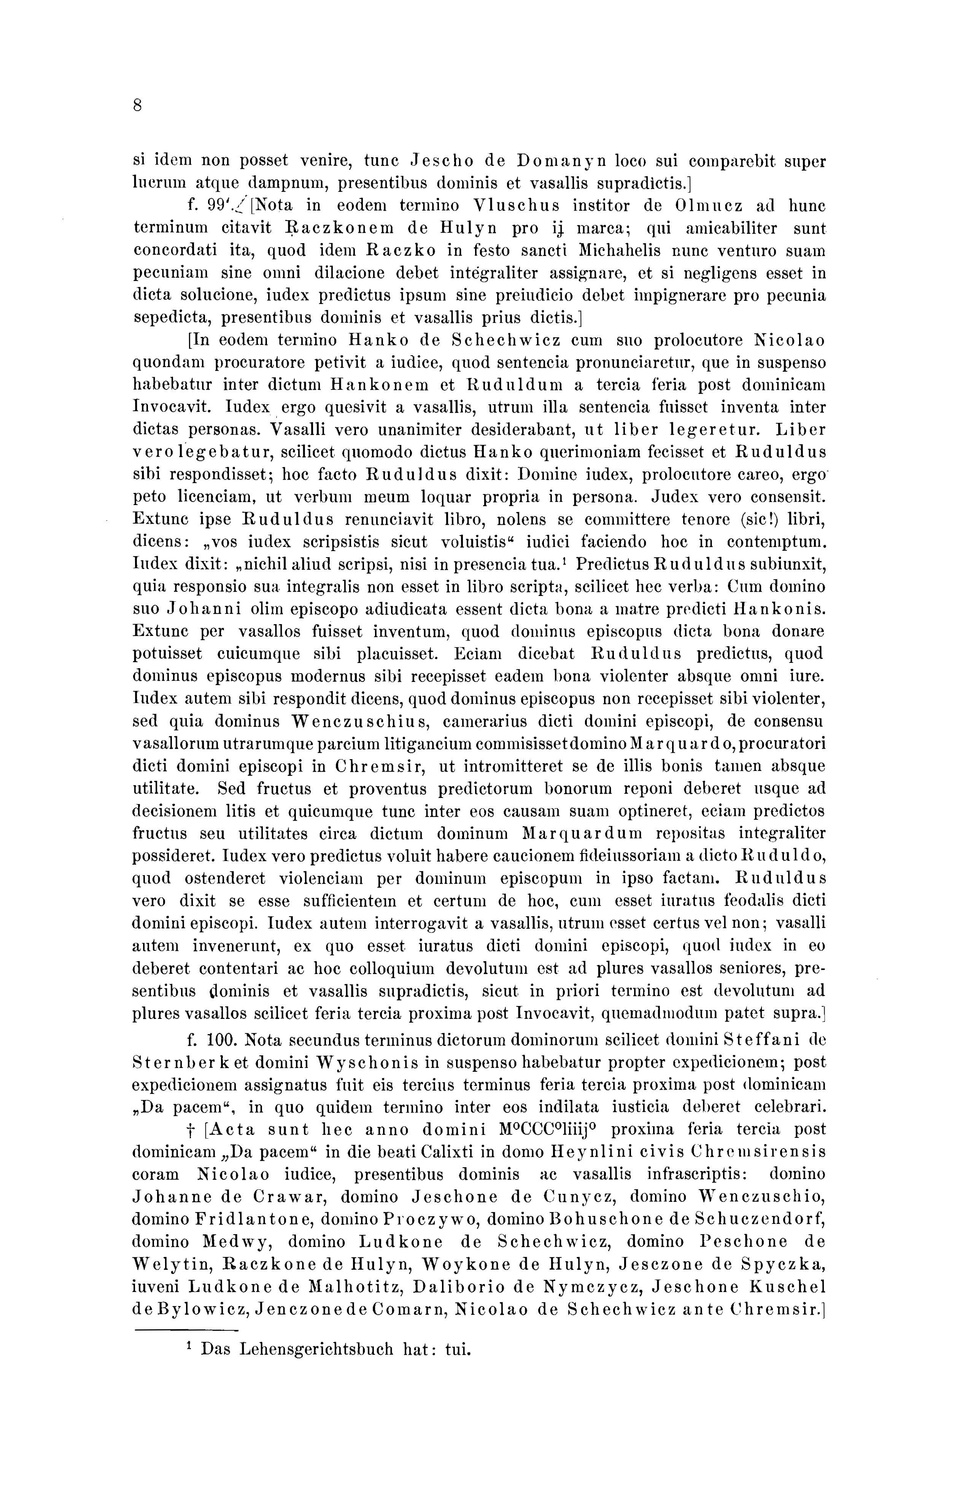 8
si idem non posset venire, tunc Jescho de Domanyn loco sui comparebit super
lucrum atque dampnum, presentibus dominis et vasallis supradictis.]
f. 99'. [Nota in eodem termino Vluschus institor de Olmucz ad hunc
terminum citavit Raczkonem de Hulyn pro ij marca; qui amicabiliter sunt
concordati ita, quod idem Raczko in festo sancti Michahelis nunc venturo suam
pecuniam sine omni dilacione debet integraliter assignare, et si negligens esset in
dicta solucione, iudex predictus ipsum sine preiudicio debet impignerare pro pecunia
sepedicta, presentibus dominis et vasallis prius dictis.]
[In eodem termino Hanko de Schechwicz cum suo prolocutore Nicolao
quondam procuratore petivit a iudice, quod sentencia pronunciaretur, que in suspenso
habebatur inter dictum Hankonem et Ruduldum a tercia feria post dominicam
Invocavit. Iudex ergo quesivit a vasallis, utrum illa sentencia fuisset inventa inter
dictas personas. Vasalli vero unanimiter desiderabant, ut liber legeretur. Liber
vero legebatur, scilicet quomodo dictus Hanko querimoniam fecisset et Ruduldus
sibi respondisset; hoc facto Ruduldus dixit: Domine iudex, prolocutore careo, ergo
peto licenciam, ut verbum meum loquar propria in persona. Judex vero consensit.
Extunc ipse Ruduldus renunciavit libro, nolens se committere tenore (sic!) libri,
dicens: „vos iudex scripsistis sicut voluistis“ iudici faciendo hoc in contemptum.
Iudex dixit: „nichil aliud scripsi, nisi in presencia tua.¹ Predictus Ruduldus subiunxit,
quia responsio sua integralis non esset in libro scripta, scilicet hec verba: Cum domino
suo Johanni olim episcopo adiudicata essent dicta bona a matre predicti Hankonis.
Extunc per vasallos fuisset inventum, quod dominus episcopus dicta bona donare
potuisset cuicumque sibi placuisset. Eciam dicebat Ruduldus predictus, quod
dominus episcopus modernus sibi recepisset eadem bona violenter absque omni iure.
Iudex autem sibi respondit dicens, quod dominus episcopus non recepisset sibi violenter,
sed quia dominus Wenczuschius, camerarius dicti domini episcopi, de consensu
vasallorum utrarumque parcium litigancium commisisset domino Marquardo, procuratori
dicti domini episcopi in Chremsir, ut intromitteret se de illis bonis tamen absque
utilitate. Sed fructus et proventus predictorum bonorum reponi deberet usque ad
decisionem litis et quicumque tunc inter eos causam suam optineret, eciam predictos
fructus seu utilitates circa dictum dominum Marquardum repositas integraliter
possideret. Iudex vero predictus voluit habere caucionem fideiussoriam a dicto Ruduldo,
quod ostenderet violenciam per dominum episcopum in ipso factam. Ruduldus
vero dixit se esse sufficientem et certum de hoc, cum esset iuratus feodalis dicti
domini episcopi. Iudex autem interrogavit a vasallis, utrum esset certus vel non; vasalli
autem invenerunt, ex quo esset iuratus dicti domini episcopi, quod iudex in eo
deberet contentari ac hoc colloquium devolutum est ad plures vasallos seniores, pre-
sentibus dominis et vasallis supradictis, sicut in priori termino est devolutum ad
plures vasallos scilicet feria tercia proxima post Invocavit, quemadmodum patet supra.]
f. 100. Nota secundus terminus dictorum dominorum scilicet domini Steffani de
Sternberk et domini Wyschonis in suspenso habebatur propter expedicionem; post
expedicionem assignatus fuit eis tercius terminus feria tercia proxima post dominicam
„Da pacem“, in quo quidem termino inter eos indilata iusticia deberet celebrari.
† [Acta sunt hec anno domini MºCCCºliiijº proxima feria tercia post
dominicam „Da pacem“ in die beati Calixti in domo Heynlini civis Chremsirensis
coram Nicolao iudice, presentibus dominis ac vasallis infrascriptis: domino
Johanne de Crawar, domino Jeschone de Cunycz, domino Wenczuschio,
domino Fridlantone, domino Proczywo, domino Bohuschone de Schuczendorf,
domino Medwy, domino Ludkone de Schechwicz, domino Peschone de
Welytin, Raczkone de Hulyn, Woykone de Hulyn, Jesczone de Spyczka,
iuveni Ludkone de Malhotitz, Daliborio de Nymczycz, Jeschone Kuschel
de Bylowicz, Jenczone de Comarn, Nicolao de Schechwicz ante Chremsir.]
¹ Das Lehensgerichtsbuch hat: tui.